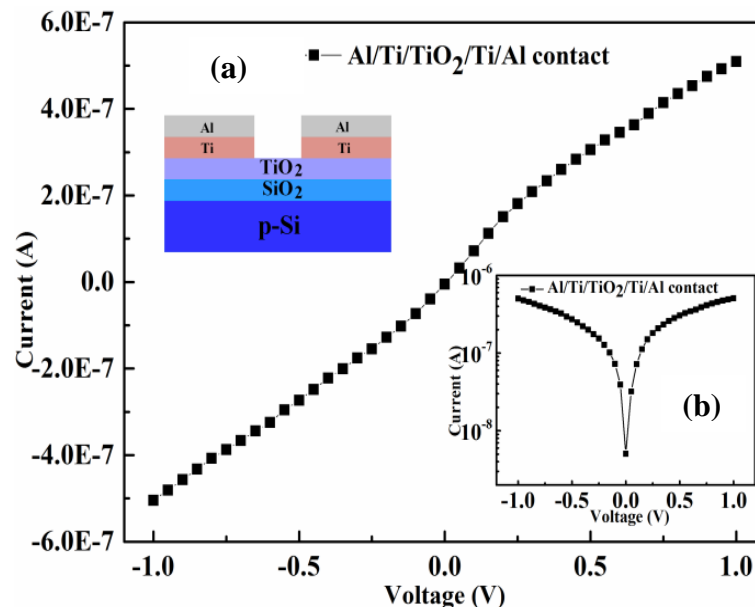 6.0E-7
4.0E-7
2.0E-7
0.0
-2.0E-7
-4.0E-7
-6.0E-7
Current (A)
-1.0 -0.5 0.0 0.5 1.0
Voltage (V)
(a)
Al/Ti/TiO2/Ti/Al contact
Al Al
Ti Ti
TiO2
SiO2
p-Si
Al/Ti/TiO2/Ti/Al contact
10-6
10-7
10-8
Current (A)
(b)
-1.0 -0.5 0.0 0.5 1.0
Voltage (V)